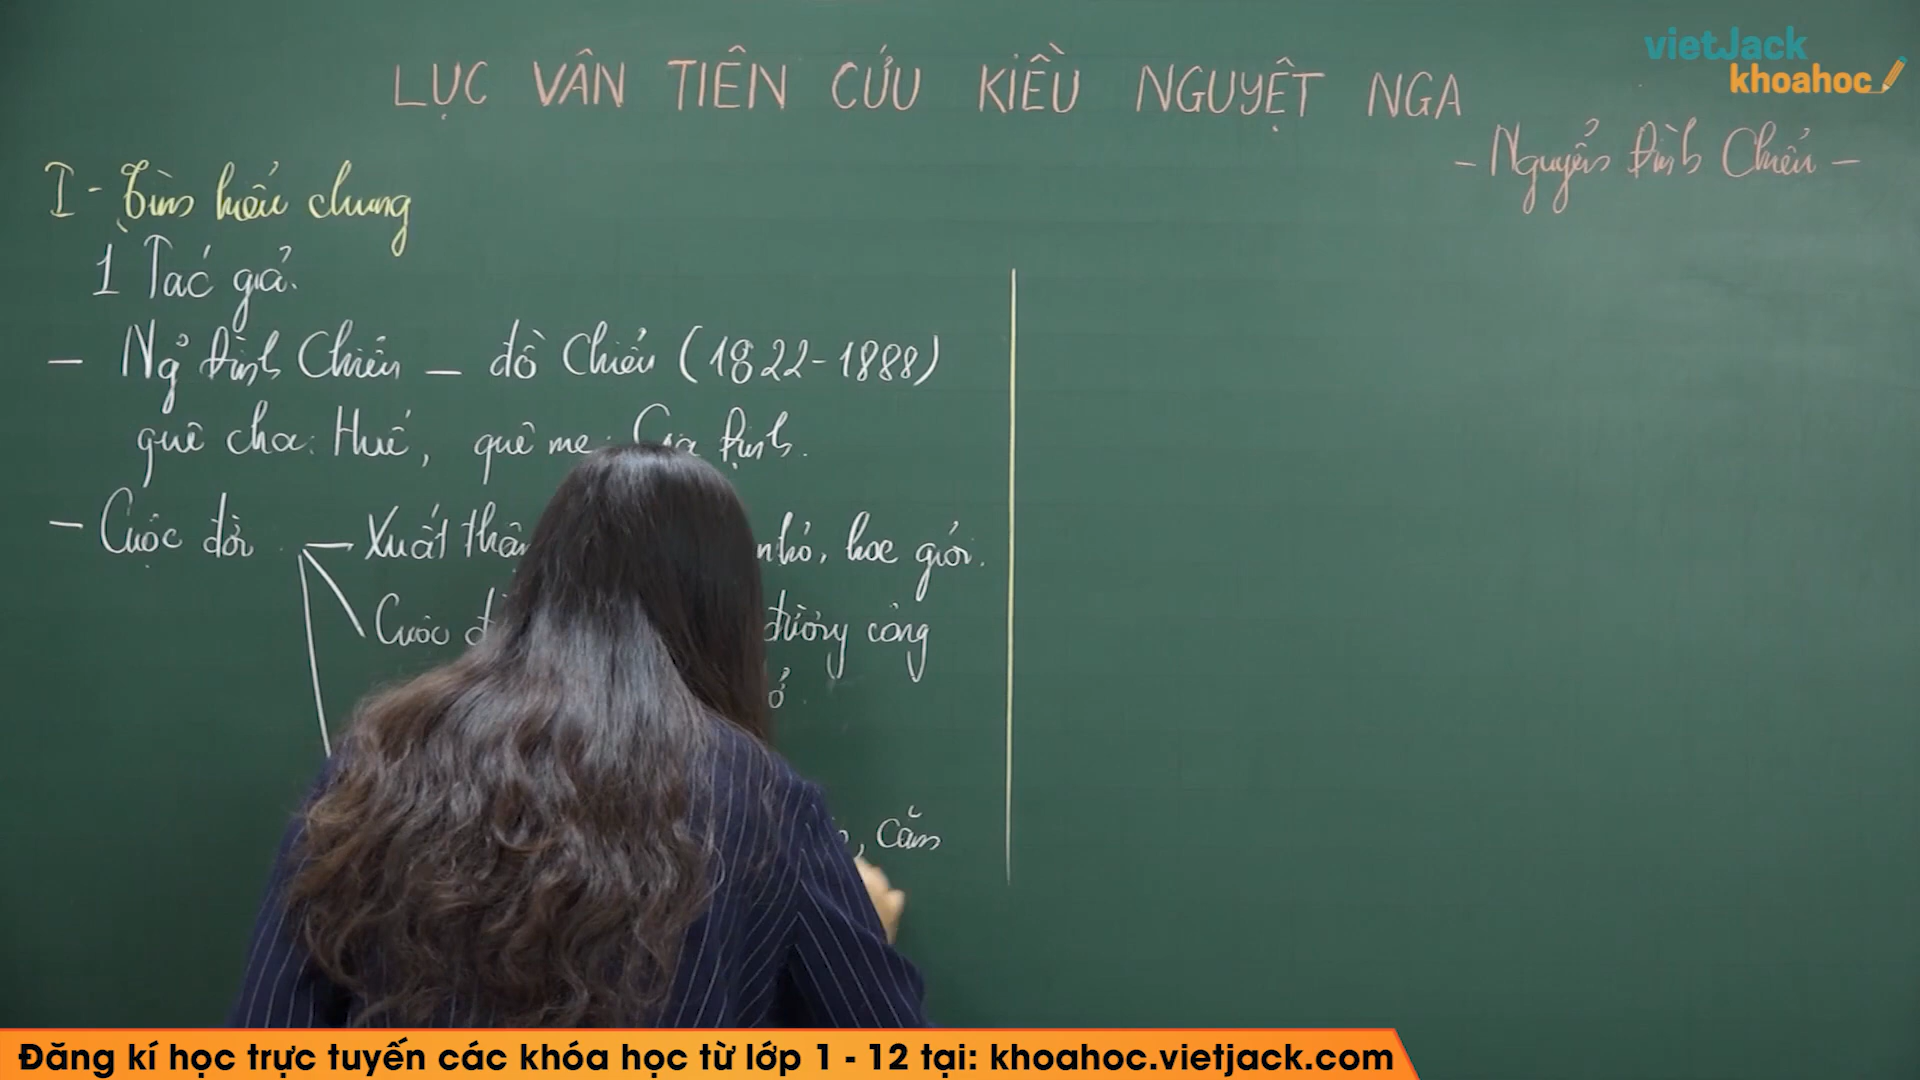 vietJack
khoahoc
LỤC VÂN TIÊN CỨU KIỀU NGUYỆT NGA
- Nguyễn Đình Chiểu -
I - Tìm hiểu chung
1 Tác giả.
- Ng̉ Đình Chiểu - đồ Chiểu (1822-1888)
quê cha: Huế, quê mẹ: Gia Định.
- Cuộc đời - Xuất thân nhỏ, học giỏi.
Cuộc đường công
, Căm
Đăng kí học trực tuyến các khóa học từ lớp 1 - 12 tại: khoahoc.vietjack.com